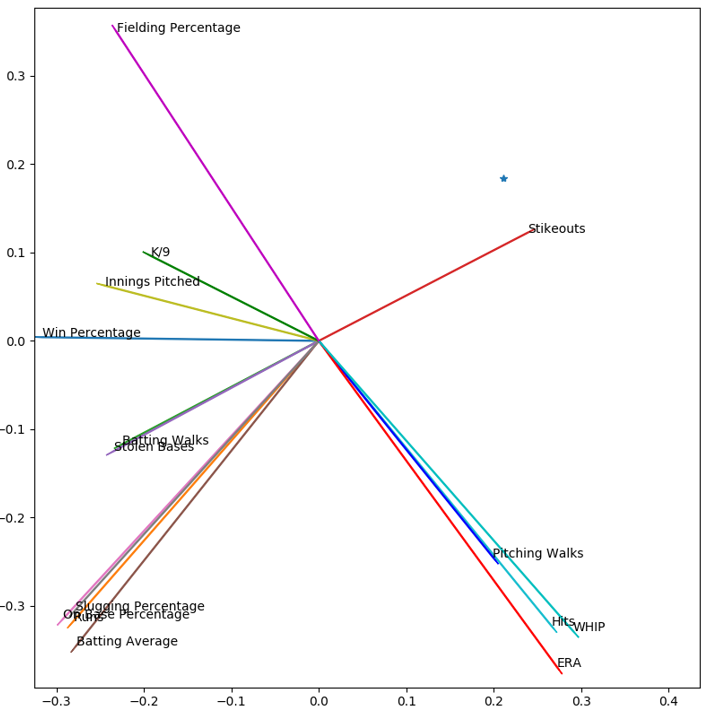 Fielding Percentage
0.3
0.2
Stikeouts
K/9
0.1
Innings Pitched
Win Percentage
0.0
Batting Walks
Stolen Bases
-0.1
-0.2
Pitching Walks
-0.3
Slugging Percentage
On Base Percentage
Runs
Hits
WHIP
Batting Average
ERA
−0.3 −0.2 −0.1 0.0 0.1 0.2 0.3 0.4